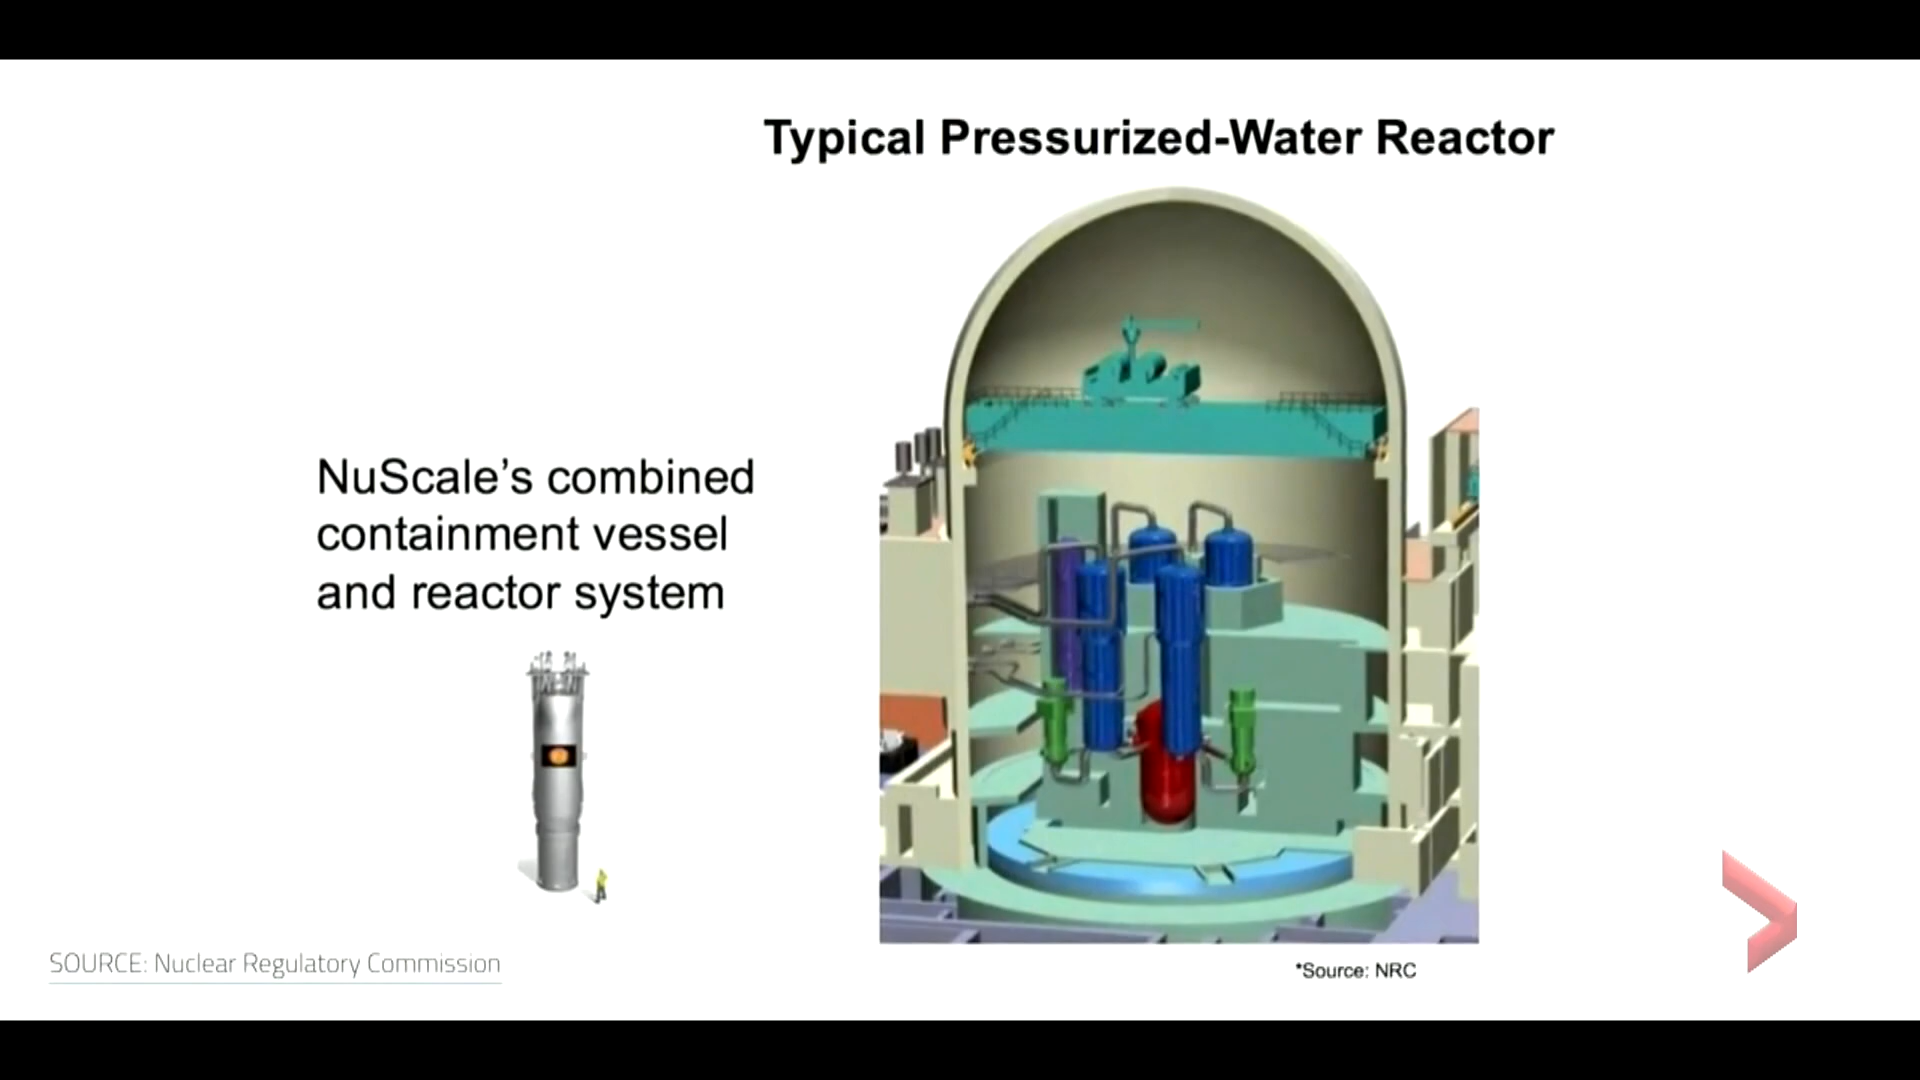 Typical Pressurized-Water Reactor
NuScale’s combined
containment vessel
and reactor system
SOURCE: Nuclear Regulatory Commission
*Source: NRC